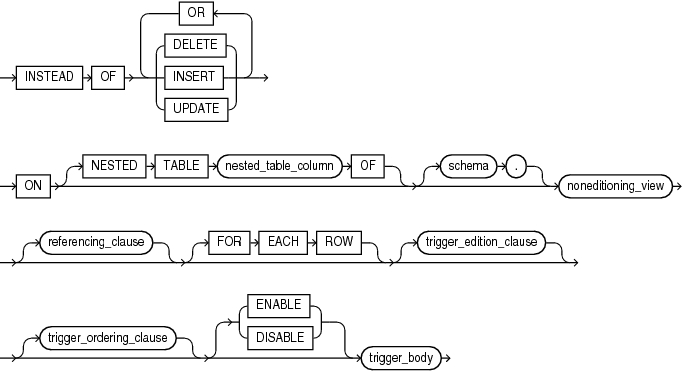 OR
DELETE
INSTEAD OF INSERT
UPDATE
NESTED TABLE nested_table_column OF schema .
ON noneditioning_view
referencing_clause FOR EACH ROW trigger_edition_clause
ENABLE
trigger_ordering_clause DISABLE
trigger_body